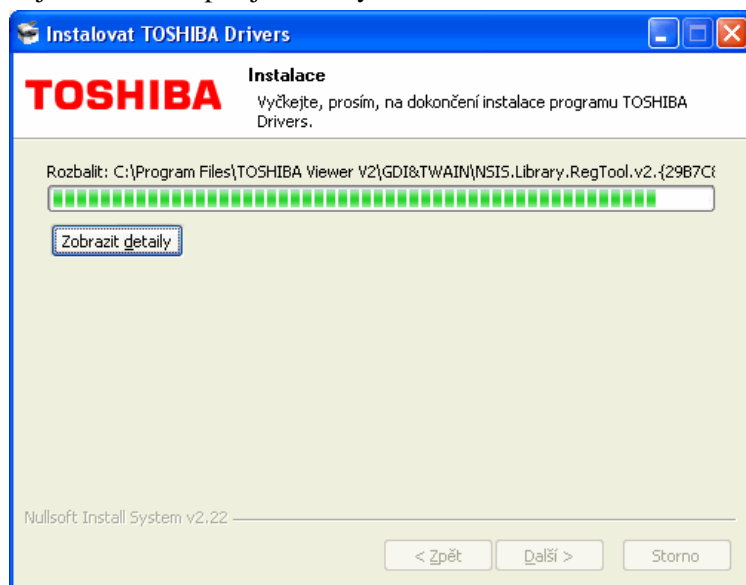 Instalovat TOSHIBA Drivers
TOSHIBA
Instalace
Vyčkejte, prosím, na dokončení instalace programu TOSHIBA
Drivers.
Rozbalit: C:\Program Files\TOSHIBA Viewer V2\GDI&TWAIN\NSIS.Library.RegTool.v2.{29B7C
Zobrazit detaily
Nullsoft Install System v2.22
< Zpět
Další >
Storno